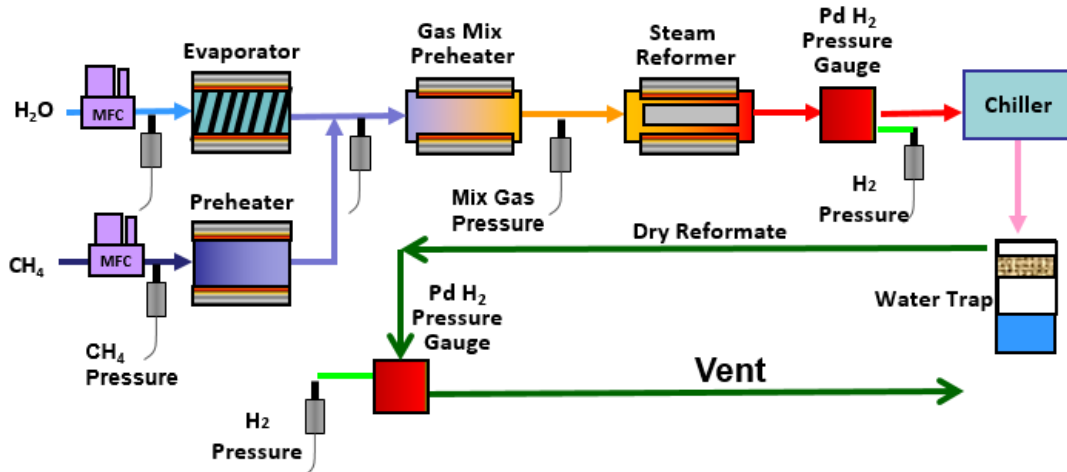 Evaporator
Gas Mix
Preheater
Steam
Reformer
Pd H₂
Pressure
Gauge
H₂O
MFC
Chiller
Preheater
Mix Gas
Pressure
H₂
Pressure
CH₄
MFC
Dry Reformate
Water Trap
CH₄
Pressure
Pd H₂
Pressure
Gauge
Vent
H₂
Pressure